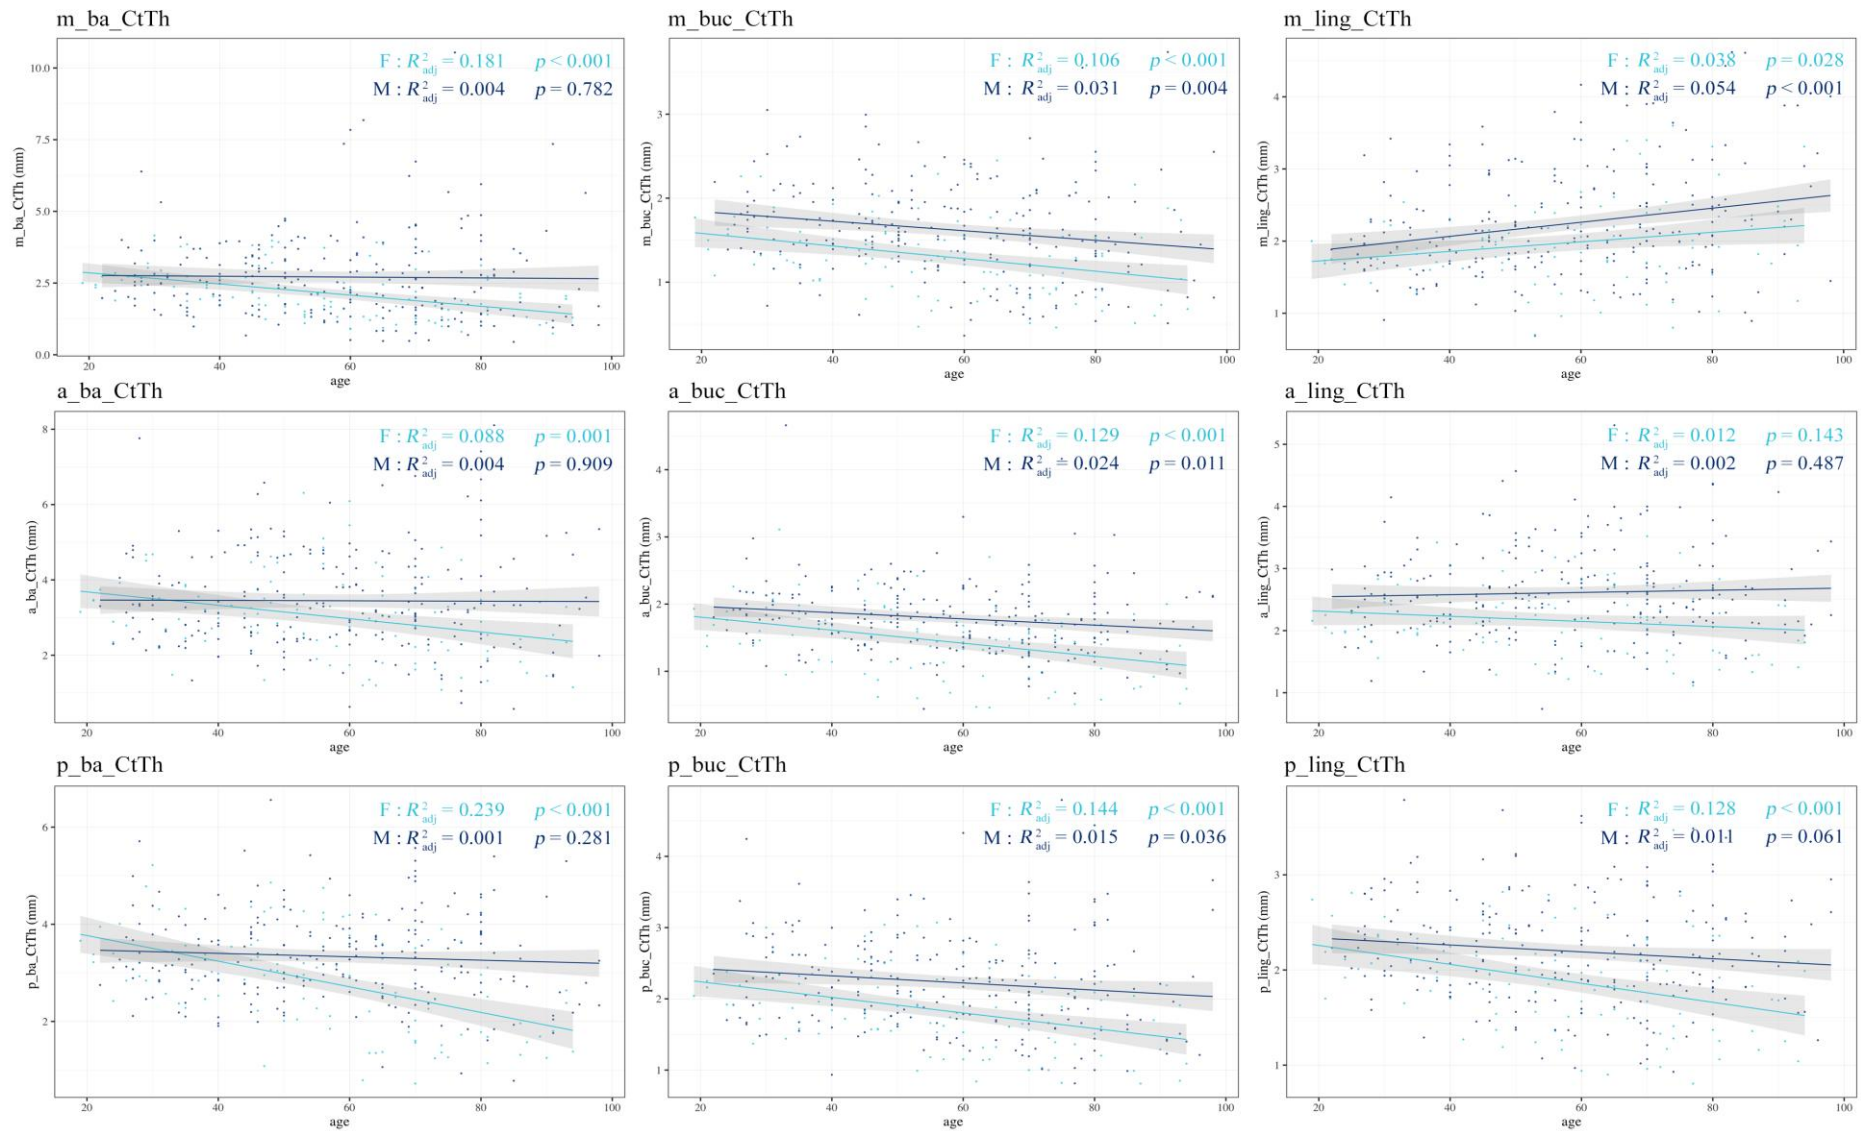 m_ba_CtTh
F : R²adj = 0.181 p < 0.001
M : R²adj = 0.004 p = 0.782
10.0
7.5
5.0
2.5
0.0
m_ba_CtTh (mm)
20 40 60 80 100
age
m_buc_CtTh
F : R²adj = 0.106 p < 0.001
M : R²adj = 0.031 p = 0.004
3
2
1
m_buc_CtTh (mm)
20 40 60 80 100
age
m_ling_CtTh
F : R²adj = 0.038 p = 0.028
M : R²adj = 0.054 p < 0.001
4
3
2
1
m_ling_CtTh (mm)
20 40 60 80 100
age
a_ba_CtTh
F : R²adj = 0.088 p = 0.001
M : R²adj = 0.004 p = 0.909
8
6
4
2
a_ba_CtTh (mm)
20 40 60 80 100
age
a_buc_CtTh
F : R²adj = 0.129 p < 0.001
M : R²adj = 0.024 p = 0.011
4
3
2
1
a_buc_CtTh (mm)
20 40 60 80 100
age
a_ling_CtTh
F : R²adj = 0.012 p = 0.143
M : R²adj = 0.002 p = 0.487
5
4
3
2
1
a_ling_CtTh (mm)
20 40 60 80 100
age
p_ba_CtTh
F : R²adj = 0.239 p < 0.001
M : R²adj = 0.001 p = 0.281
6
4
2
p_ba_CtTh (mm)
20 40 60 80 100
age
p_buc_CtTh
F : R²adj = 0.144 p < 0.001
M : R²adj = 0.015 p = 0.036
4
3
2
1
p_buc_CtTh (mm)
20 40 60 80 100
age
p_ling_CtTh
F : R²adj = 0.128 p < 0.001
M : R²adj = 0.011 p = 0.061
3
2
1
p_ling_CtTh (mm)
20 40 60 80 100
age